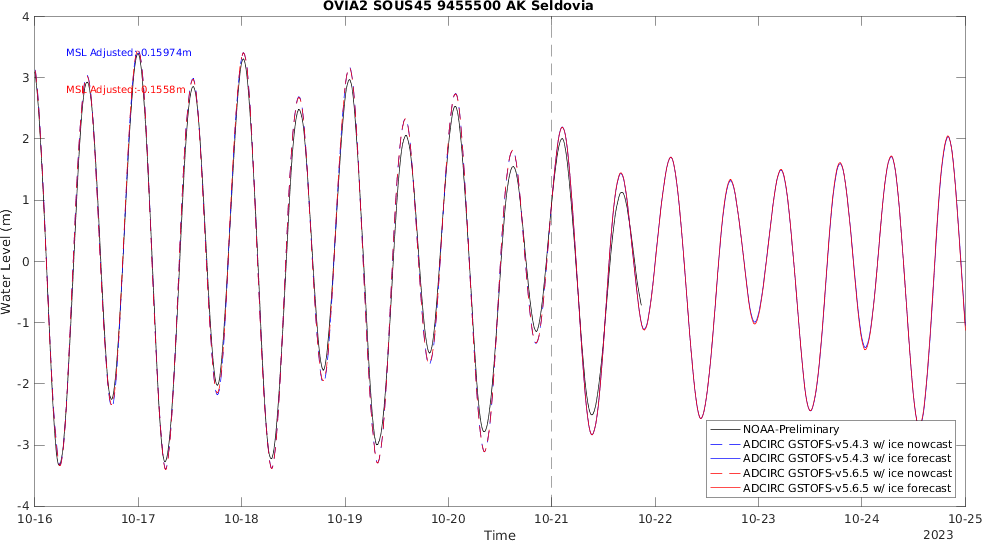 OVIA2 SOUS45 9455500 AK Seldovia
MSL Adjusted:-0.15974m
MSL Adjusted:-0.1558m
Water Level (m)
4
3
2
1
0
-1
-2
-3
-4
NOAA-Preliminary
ADCIRC GSTOFS-v5.4.3 w/ ice nowcast
ADCIRC GSTOFS-v5.4.3 w/ ice forecast
ADCIRC GSTOFS-v5.6.5 w/ ice nowcast
ADCIRC GSTOFS-v5.6.5 w/ ice forecast
10-16 10-17 10-18 10-19 10-20 10-21 10-22 10-23 10-24 10-25
Time
2023